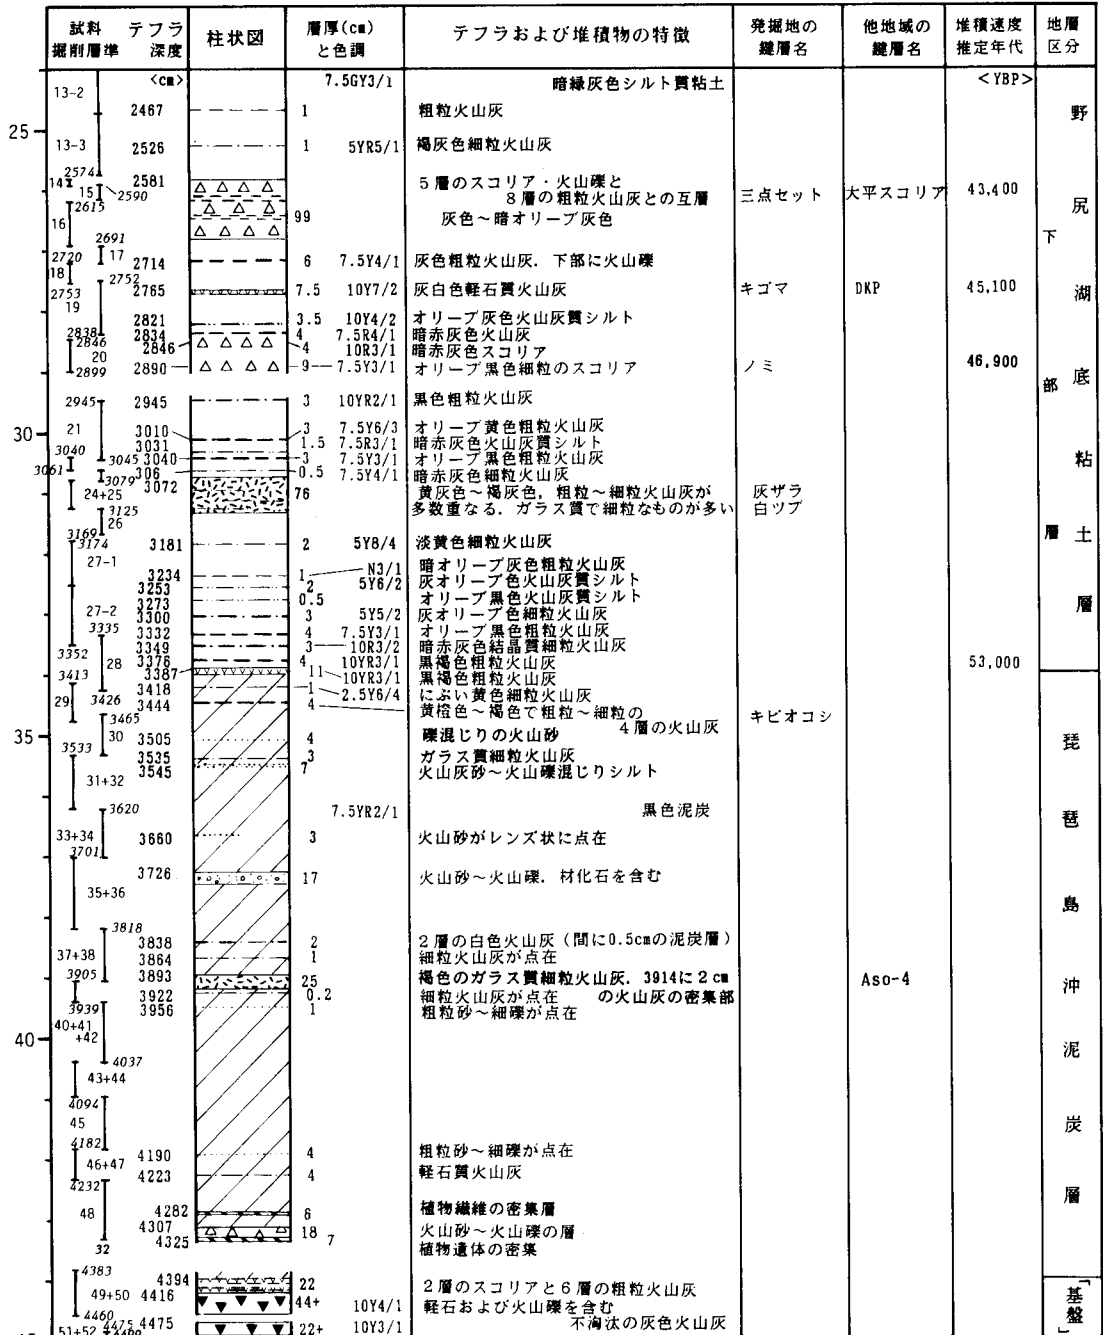 試料 掘削層準 テフラ 深度 柱状図 層厚(cm)と色調 テフラおよび堆積物の特徴 発掘地の鍵層名 他地域の鍵層名 堆積速度推定年代 地層区分
<cm> 7.5GY3/1 暗緑灰色シルト質粘土 <YBP>
13-2
2467 1 粗粒火山灰
25
13-3 2526 1 5YR5/1 褐灰色細粒火山灰
2574 2581 5層のスコリア・火山礫と
14 15 2590 8層の粗粒火山灰との互層 三点セット 大平スコリア 43,400
2615 99 灰色~暗オリーブ灰色
16
2691
2720 17 2714 6 7.5Y4/1 灰色粗粒火山灰.下部に火山礫
18 2752
2753 2765 7.5 10Y7/2 灰白色軽石質火山灰 キゴマ DKP 45,100
19
2821 3.5 10Y4/2 オリーブ灰色火山灰質シルト
2838 2834 4 7.5R4/1 暗赤灰色火山灰
2846 2846 4 10R3/1 暗赤灰色スコリア
20 46,900
2899 2890 9 7.5Y3/1 オリーブ黒色細粒のスコリア ノミ
2945 2945 3 10YR2/1 黒色粗粒火山灰
30
21 3010 3 7.5Y6/3 オリーブ黄色粗粒火山灰
3031 1.5 7.5R3/1 暗赤灰色火山灰質シルト
3040 3045 3040 3 7.5Y3/1 オリーブ黒色粗粒火山灰
3061 306 0.5 7.5Y4/1 暗赤灰色細粒火山灰
3079 3072 76 黄灰色~褐灰色,粗粒~細粒火山灰が 灰ザラ
24+25 多数重なる.ガラス質で細粒なものが多い 白ツブ
3125
26
3169
3174 3181 2 5Y8/4 淡黄色細粒火山灰
27-1
3234 1 N3/1 暗オリーブ灰色粗粒火山灰
3253 2 5Y6/2 灰オリーブ色火山灰質シルト
3273 0.5 オリーブ黒色火山灰質シルト
27-2 3300 3 5Y5/2 灰オリーブ色細粒火山灰
3335 3332 4 7.5Y3/1 オリーブ黒色粗粒火山灰
3352 3349 3 10R3/2 暗赤灰色結晶質細粒火山灰
28 3376 4 10YR3/1 黒褐色粗粒火山灰 53,000
3413 3387 11 10YR3/1 黒褐色粗粒火山灰
3418 1 2.5Y6/4 にぶい黄色細粒火山灰
29 3426 3444 4 黄橙色~褐色で粗粒~細粒の
3465 4層の火山灰 キビオコシ
35
30 3505 4 礫混じりの火山砂
3533 3535 3 ガラス質細粒火山灰
3545 7 火山灰砂~火山礫混じりシルト
31+32
3620 7.5YR2/1 黒色泥炭
33+34 3660 3 火山砂がレンズ状に点在
3701
3726 17 火山砂~火山礫.材化石を含む
35+36
3818
3838 2 2層の白色火山灰(間に0.5cmの泥炭層)
37+38 3864 1 細粒火山灰が点在
3905 3893 25 褐色のガラス質細粒火山灰.3914に2cm Aso-4
3922 0.2 細粒火山灰が点在 の火山灰の密集部
3939 3956 1 粗粒砂~細礫が点在
40+41
+42
40
4037
43+44
4094
45
4182 4190 4 粗粒砂~細礫が点在
46+47
4232 4223 4 軽石質火山灰
48 4282 6 植物繊維の密集層
4307 18 火山砂~火山礫の層
32 4325 7 植物遺体の密集
4383
4394 22 2層のスコリアと6層の粗粒火山灰
49+50 4416 44+ 10Y4/1 軽石および火山礫を含む
4460
4475 4475 22+ 10Y3/1 不淘汰の灰色火山灰
51+52
野尻湖底粘土層
下部層
琵琶島沖泥炭層
「基盤」